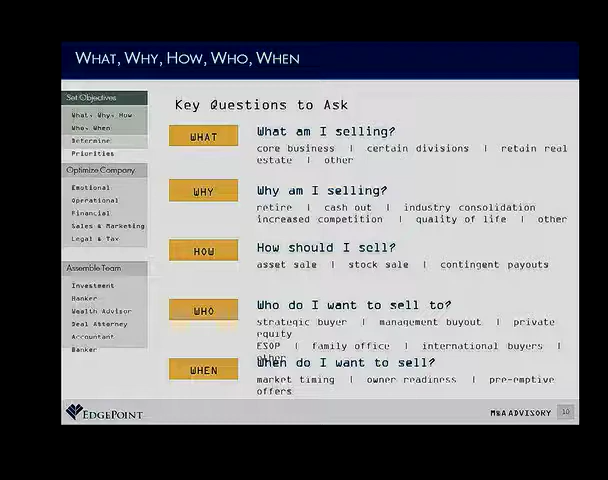 WHAT, WHY, HOW, WHO, WHEN
Set Objectives
What, Why, How
Who, When
Determine
Priorities
Optimize Company
Emotional
Operational
Financial
Sales & Marketing
Legal & Tax
Assemble Team
Investment
Banker
Wealth Advisor
Deal Attorney
Accountant
Banker
Key Questions to Ask
WHAT
What am I selling?
core business | certain divisions | retain real
estate | other
WHY
Why am I selling?
retire | cash out | industry consolidation
increased competition | quality of life | other
HOW
How should I sell?
asset sale | stock sale | contingent payouts
WHO
Who do I want to sell to?
strategic buyer | management buyout | private
equity
ESOP | family office | international buyers |
other
WHEN
When do I want to sell?
market timing | owner readiness | pre-emptive
offers
EDGEPOINT
M&A ADVISORY
10